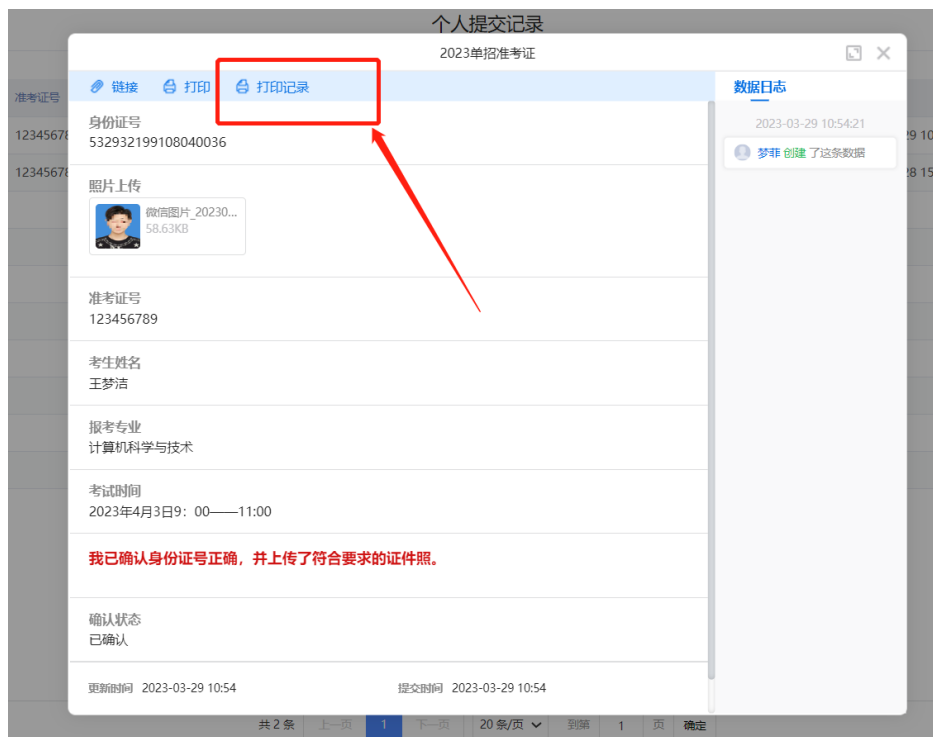 个人提交记录
2023单招准考证
链接 打印 打印记录
数据日志
准考证号
身份证号
532932199108040036
2023-03-29 10:54:21
梦菲 创建 了这条数据
12345678
29 10
12345678
28 15
照片上传
微信图片_20230...
58.63KB
准考证号
123456789
考生姓名
王梦洁
报考专业
计算机科学与技术
考试时间
2023年4月3日9：00——11:00
我已确认身份证号正确，并上传了符合要求的证件照。
确认状态
已确认
更新时间 2023-03-29 10:54 提交时间 2023-03-29 10:54
共 2 条 上一页 1 下一页 20 条/页 到第 1 页 确定